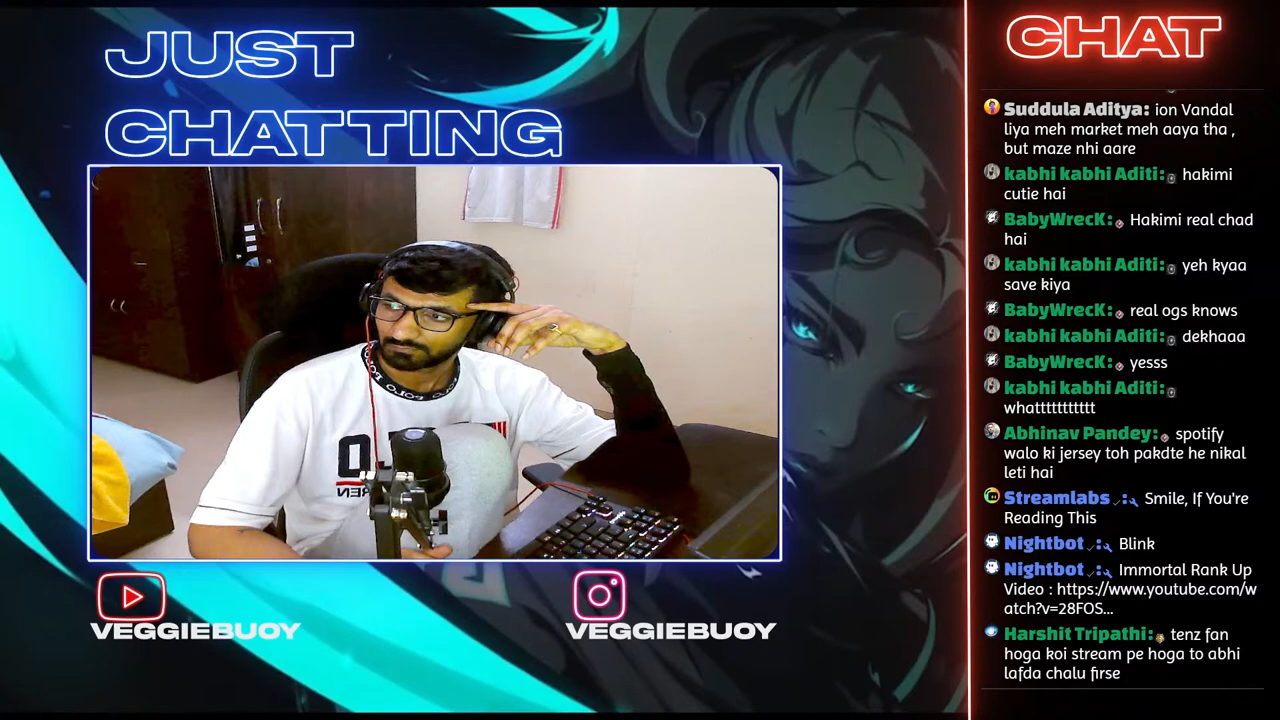 JUST
CHATTING
VEGGIEBUOY
VEGGIEBUOY
CHAT
Suddula Aditya: ion Vandal
liya meh market meh aaya tha ,
but maze nhi aare
kabhi kabhi Aditi: hakimi
cutie hai
BabyWrecK: Hakimi real chad
hai
kabhi kabhi Aditi: yeh kyaa
save kiya
BabyWrecK: real ogs knows
kabhi kabhi Aditi: dekhaaa
BabyWrecK: yesss
kabhi kabhi Aditi:
whatttttttttt
Abhinav Pandey: spotify
walo ki jersey toh pakdte he nikal
leti hai
Streamlabs : Smile, If You're
Reading This
Nightbot : Blink
Nightbot : Immortal Rank Up
Video : https://www.youtube.com/w
atch?v=28FOS...
Harshit Tripathi: tenz fan
hoga koi stream pe hoga to abhi
lafda chalu firse